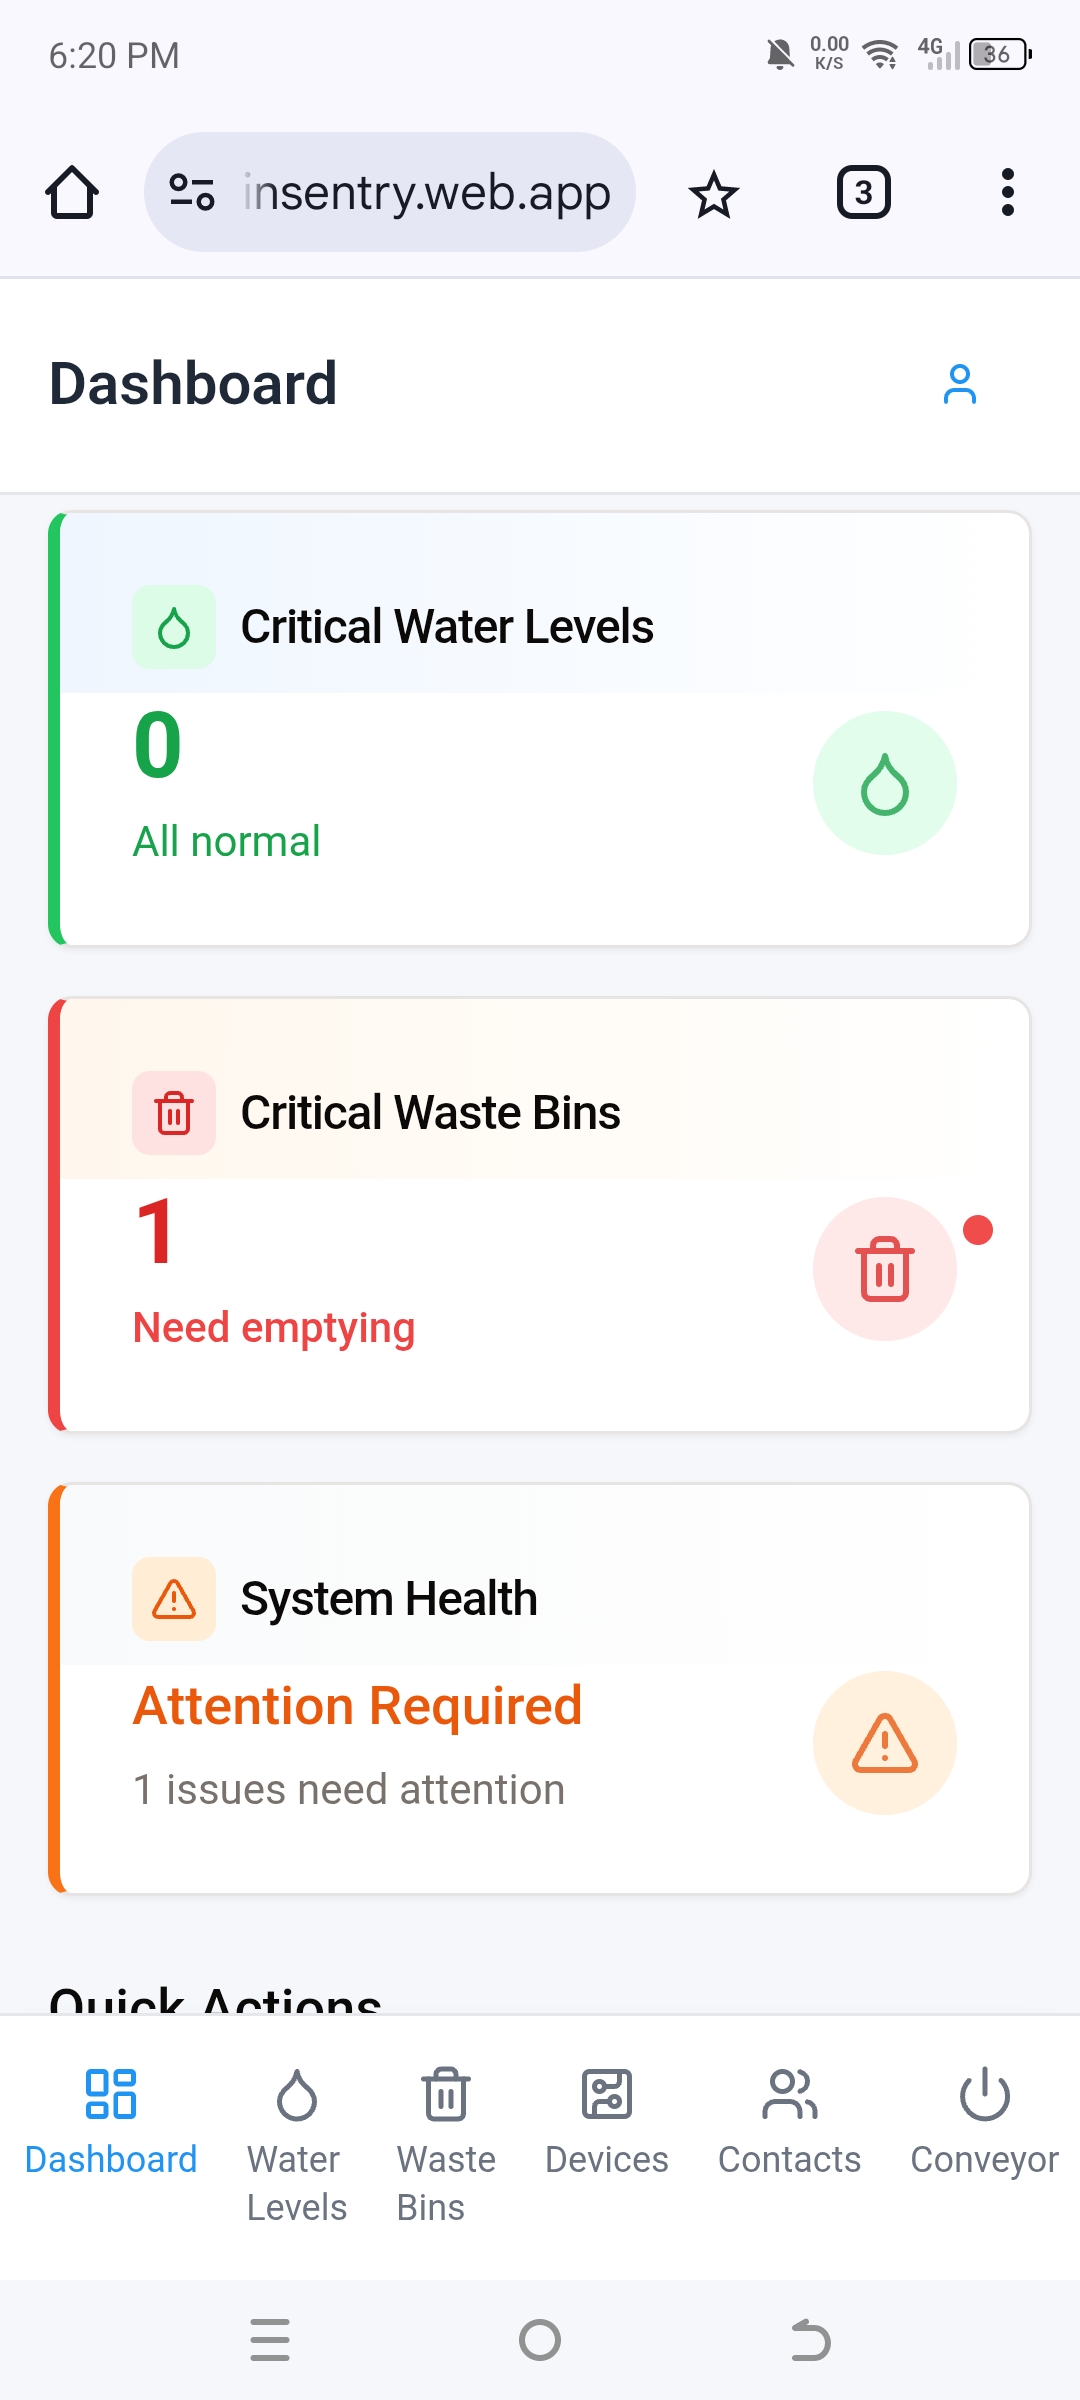 6:20 PM
0.00
K/S
4G
36
insentry.web.app
3
Dashboard
Critical Water Levels
0
All normal
Critical Waste Bins
1
Need emptying
System Health
Attention Required
1 issues need attention
Quick Actions
Dashboard
Water
Levels
Waste
Bins
Devices
Contacts
Conveyor